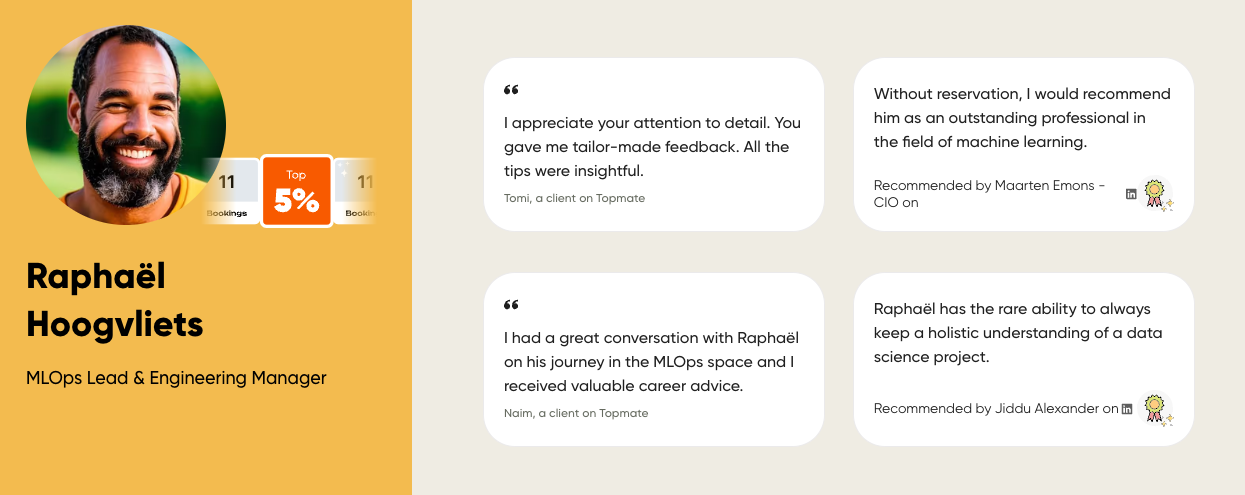 11
Bookings
Top
5%
11
Raphaël
Hoogvliets
MLOps Lead & Engineering Manager
“
I appreciate your attention to detail. You
gave me tailor-made feedback. All the
tips were insightful.
Tomi, a client on Topmate
Without reservation, I would recommend
him as an outstanding professional in
the field of machine learning.
Recommended by Maarten Emons -
CIO on
in
“
I had a great conversation with Raphaël
on his journey in the MLOps space and I
received valuable career advice.
Naim, a client on Topmate
Raphaël has the rare ability to always
keep a holistic understanding of a data
science project.
Recommended by Jiddu Alexander on in